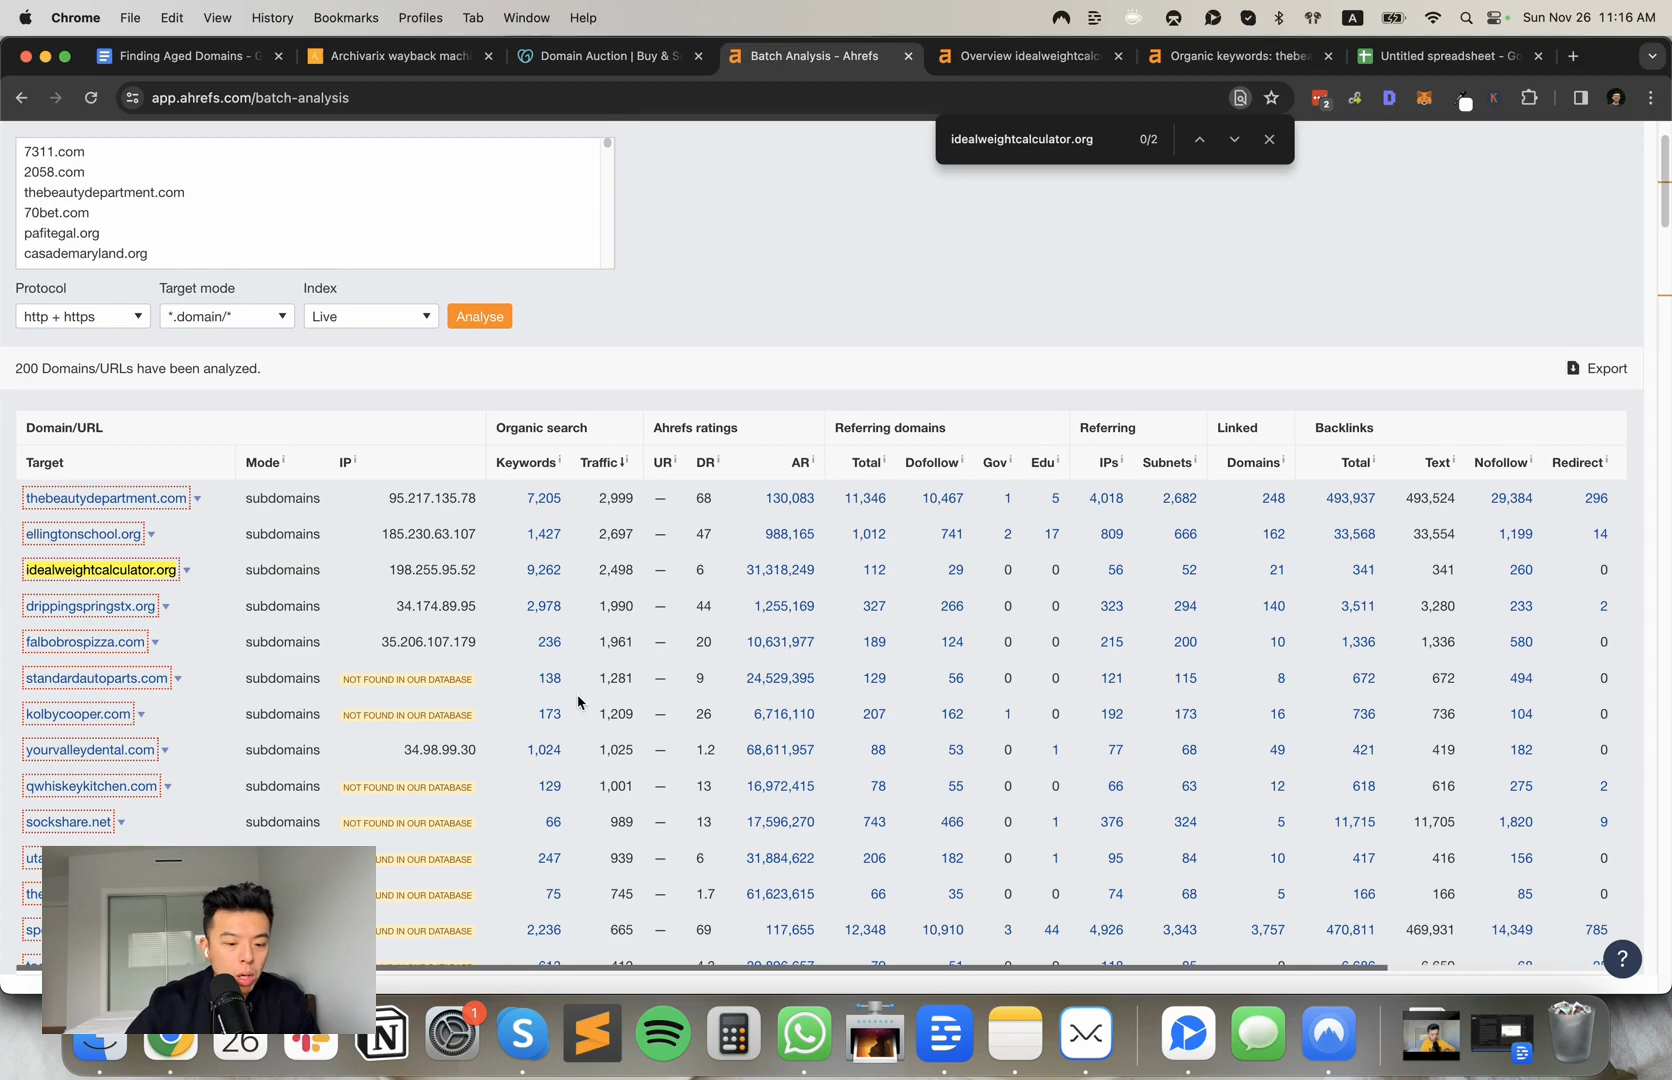 Chrome File Edit View History Bookmarks Profiles Tab Window Help A Sun Nov 26 11:16 AM
Finding Aged Domains - G Archivarix wayback machi Domain Auction | Buy & S Batch Analysis - Ahrefs Overview idealweightcalc Organic keywords: thebea Untitled spreadsheet - Go
app.ahrefs.com/batch-analysis 2 D K
idealweightcalculator.org 0/2
7311.com
2058.com
thebeautydepartment.com
70bet.com
pafitegal.org
casademaryland.org
Protocol Target mode Index
http + https *.domain/* Live Analyse
200 Domains/URLs have been analyzed. Export
Domain/URL Organic search Ahrefs ratings Referring domains Referring Linked Backlinks
Target Mode IP Keywords Traffic↓ UR DR AR Total Dofollow Gov Edu IPs Subnets Domains Total Text Nofollow Redirect
thebeautydepartment.com subdomains 95.217.135.78 7,205 2,999 — 68 130,083 11,346 10,467 1 5 4,018 2,682 248 493,937 493,524 29,384 296
ellingtonschool.org subdomains 185.230.63.107 1,427 2,697 — 47 988,165 1,012 741 2 17 809 666 162 33,568 33,554 1,199 14
idealweightcalculator.org subdomains 198.255.95.52 9,262 2,498 — 6 31,318,249 112 29 0 0 56 52 21 341 341 260 0
drippingspringstx.org subdomains 34.174.89.95 2,978 1,990 — 44 1,255,169 327 266 0 0 323 294 140 3,511 3,280 233 2
falbobrospizza.com subdomains 35.206.107.179 236 1,961 — 20 10,631,977 189 124 0 0 215 200 10 1,336 1,336 580 0
standardautoparts.com subdomains NOT FOUND IN OUR DATABASE 138 1,281 — 9 24,529,395 129 56 0 0 121 115 8 672 672 494 0
kolbycooper.com subdomains NOT FOUND IN OUR DATABASE 173 1,209 — 26 6,716,110 207 162 1 0 192 173 16 736 736 104 0
yourvalleydental.com subdomains 34.98.99.30 1,024 1,025 — 1.2 68,611,957 88 53 0 1 77 68 49 421 419 182 0
qwhiskeykitchen.com subdomains NOT FOUND IN OUR DATABASE 129 1,001 — 13 16,972,415 78 55 0 0 66 63 12 618 616 275 2
sockshare.net subdomains NOT FOUND IN OUR DATABASE 66 989 — 13 17,596,270 743 466 0 1 376 324 5 11,715 11,705 1,820 9
uta UND IN OUR DATABASE 247 939 — 6 31,884,622 206 182 0 1 95 84 10 417 416 156 0
the UND IN OUR DATABASE 75 745 — 1.7 61,623,615 66 35 0 0 74 68 5 166 166 85 0
spe UND IN OUR DATABASE 2,236 665 — 69 117,655 12,348 10,910 3 44 4,926 3,343 3,757 470,811 469,931 14,349 785
?
26 1